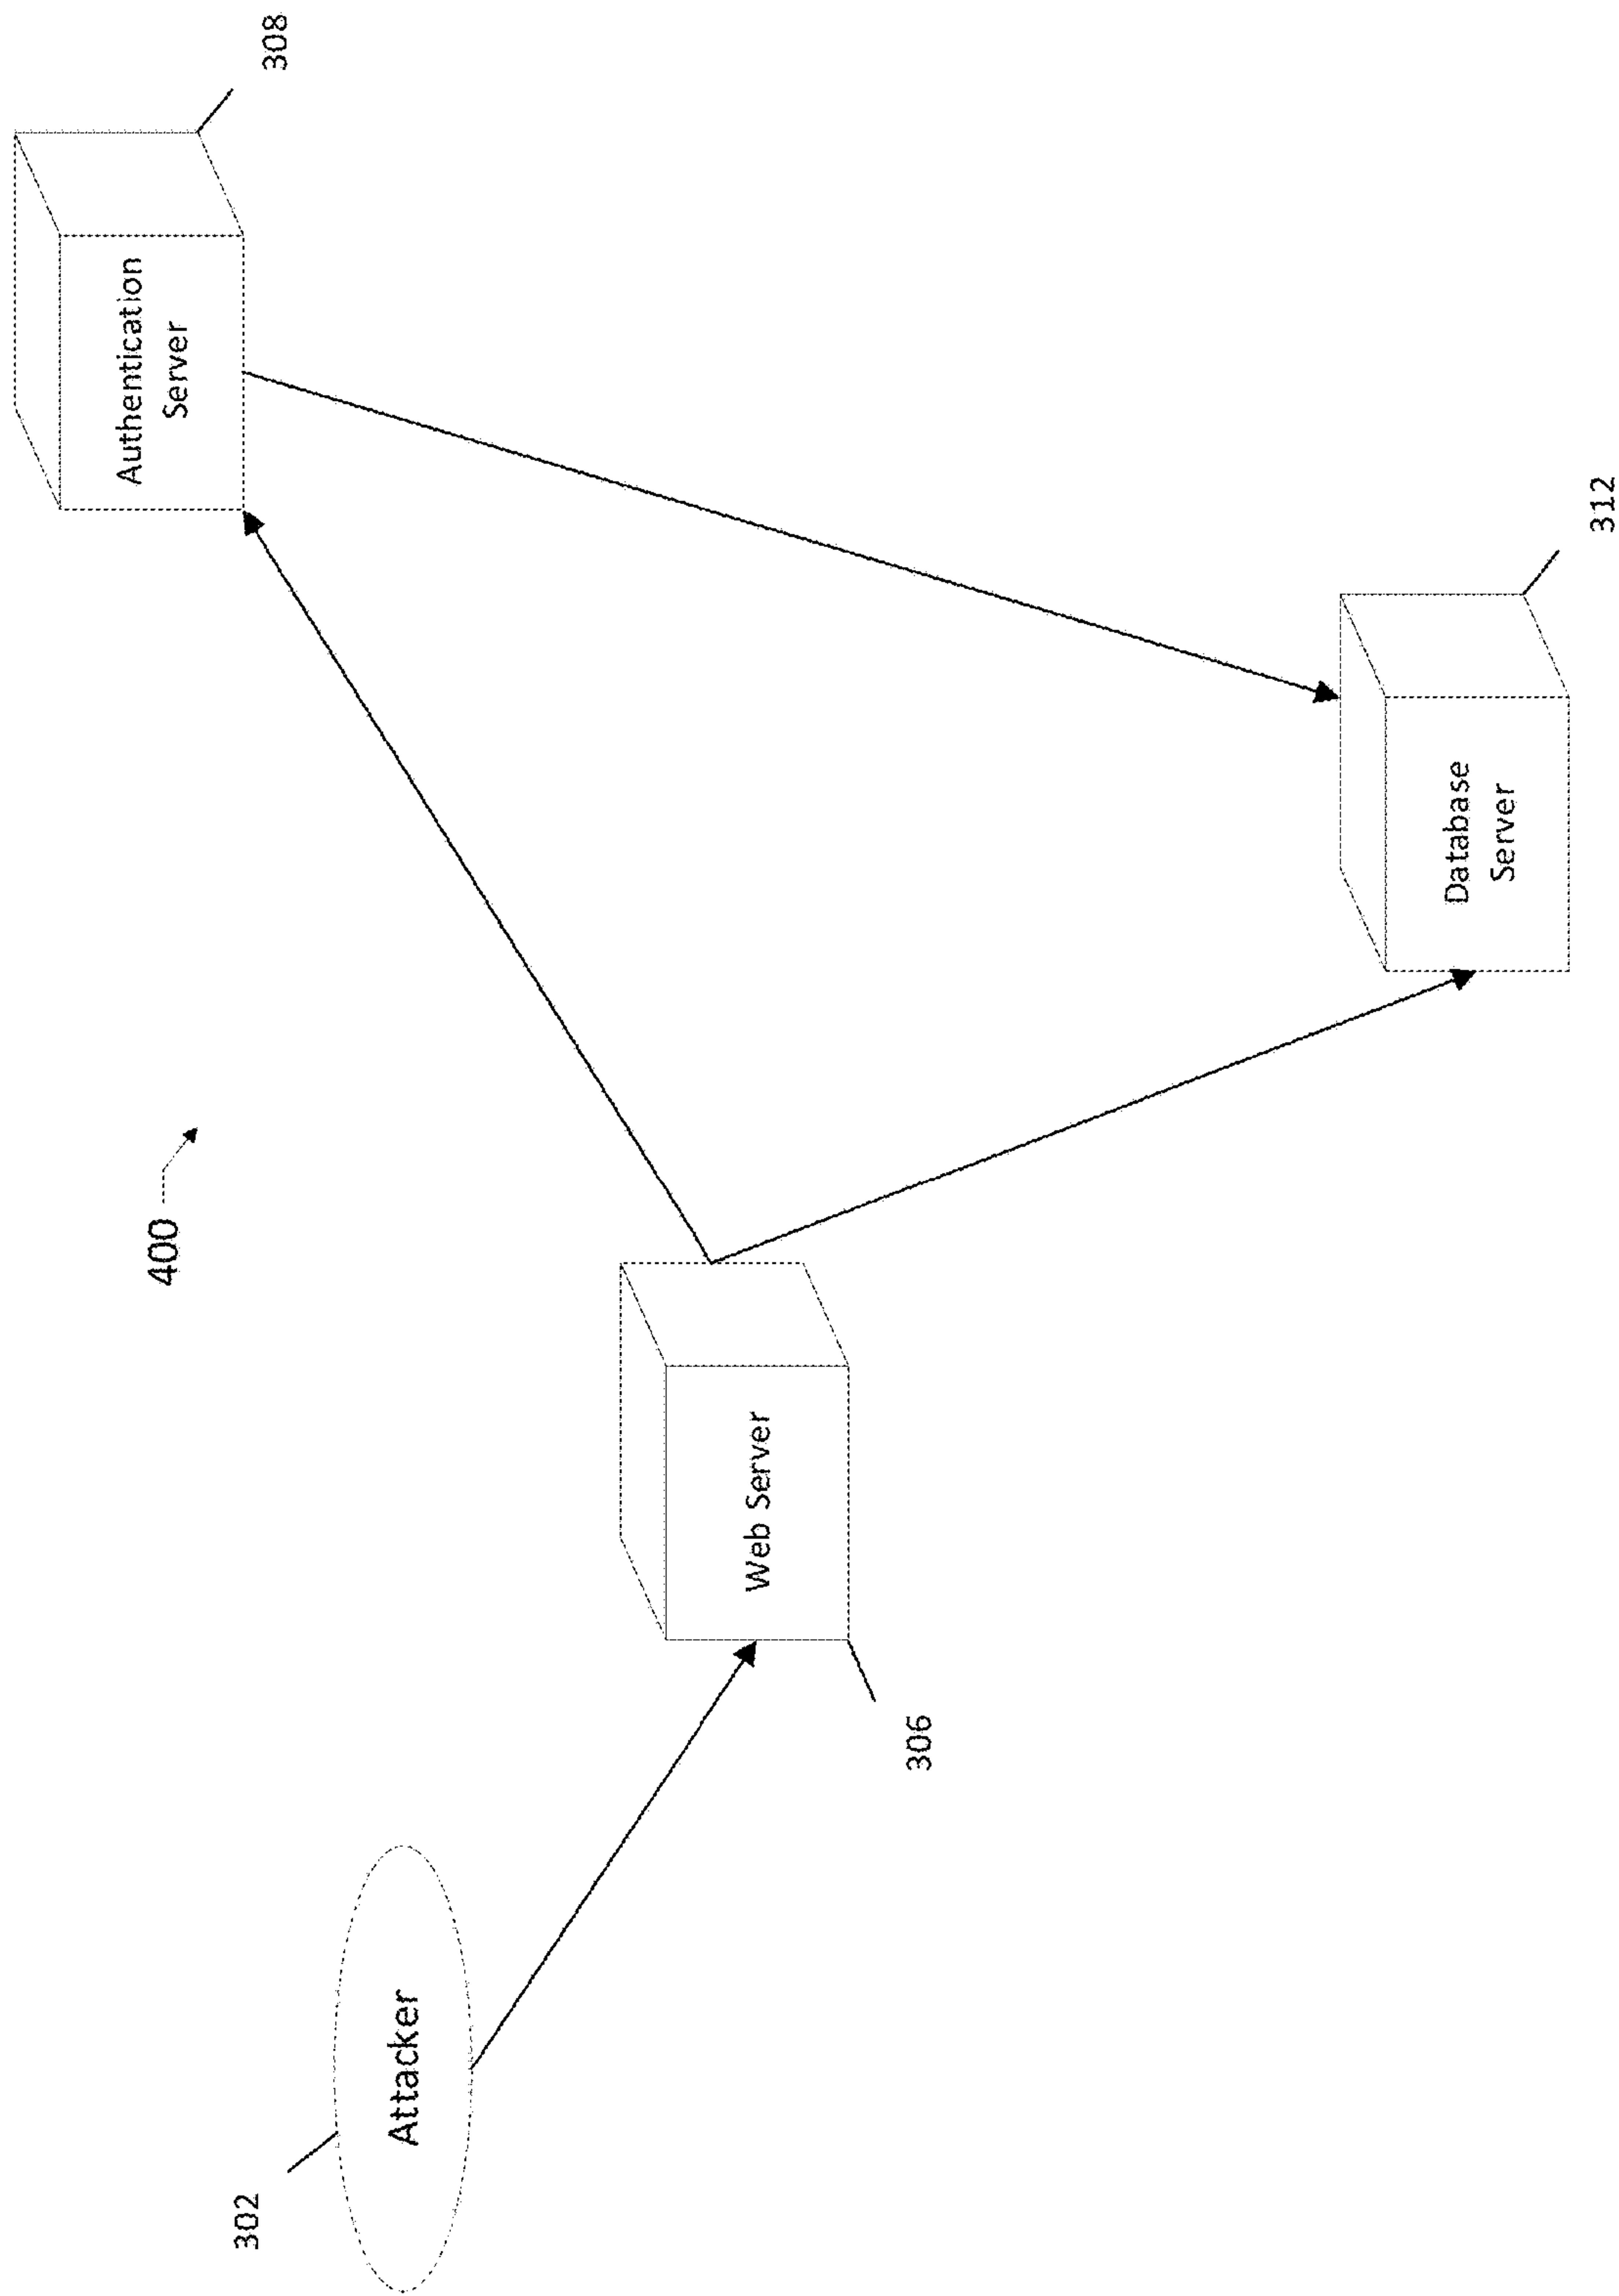 400
302
Attacker
Web Server
306
Authentication
Server
308
Database
Server
312